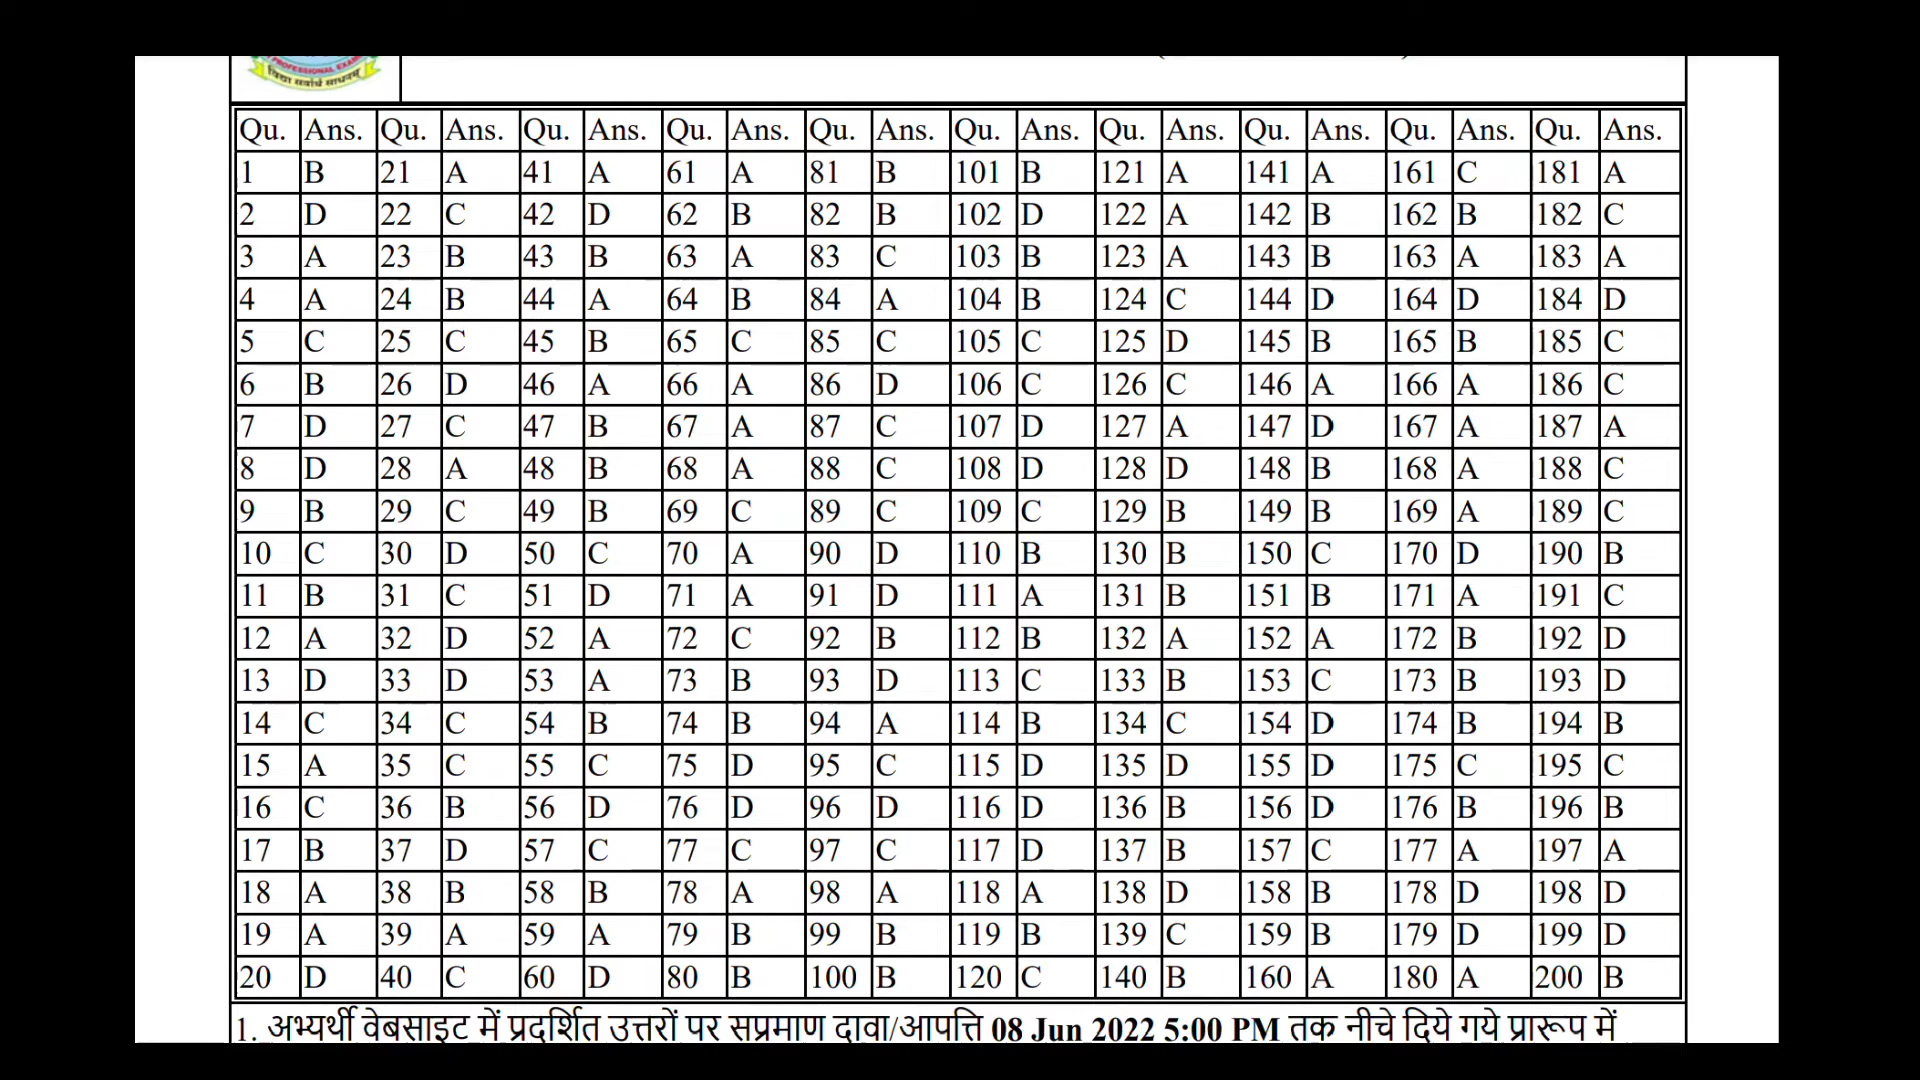 PROFESSIONAL EXAM
विद्या सर्वार्थ साधनम्
Qu. Ans. Qu. Ans. Qu. Ans. Qu. Ans. Qu. Ans. Qu. Ans. Qu. Ans. Qu. Ans. Qu. Ans. Qu. Ans.
1 B 21 A 41 A 61 A 81 B 101 B 121 A 141 A 161 C 181 A
2 D 22 C 42 D 62 B 82 B 102 D 122 A 142 B 162 B 182 C
3 A 23 B 43 B 63 A 83 C 103 B 123 A 143 B 163 A 183 A
4 A 24 B 44 A 64 B 84 A 104 B 124 C 144 D 164 D 184 D
5 C 25 C 45 B 65 C 85 C 105 C 125 D 145 B 165 B 185 C
6 B 26 D 46 A 66 A 86 D 106 C 126 C 146 A 166 A 186 C
7 D 27 C 47 B 67 A 87 C 107 D 127 A 147 D 167 A 187 A
8 D 28 A 48 B 68 A 88 C 108 D 128 D 148 B 168 A 188 C
9 B 29 C 49 B 69 C 89 C 109 C 129 B 149 B 169 A 189 C
10 C 30 D 50 C 70 A 90 D 110 B 130 B 150 C 170 D 190 B
11 B 31 C 51 D 71 A 91 D 111 A 131 B 151 B 171 A 191 C
12 A 32 D 52 A 72 C 92 B 112 B 132 A 152 A 172 B 192 D
13 D 33 D 53 A 73 B 93 D 113 C 133 B 153 C 173 B 193 D
14 C 34 C 54 B 74 B 94 A 114 B 134 C 154 D 174 B 194 B
15 A 35 C 55 C 75 D 95 C 115 D 135 D 155 D 175 C 195 C
16 C 36 B 56 D 76 D 96 D 116 D 136 B 156 D 176 B 196 B
17 B 37 D 57 C 77 C 97 C 117 D 137 B 157 C 177 A 197 A
18 A 38 B 58 B 78 A 98 A 118 A 138 D 158 B 178 D 198 D
19 A 39 A 59 A 79 B 99 B 119 B 139 C 159 B 179 D 199 D
20 D 40 C 60 D 80 B 100 B 120 C 140 B 160 A 180 A 200 B
1. अभ्यर्थी वेबसाइट में प्रदर्शित उत्तरों पर सप्रमाण दावा/आपत्ति 08 Jun 2022 5:00 PM तक नीचे दिये गये प्रारूप में